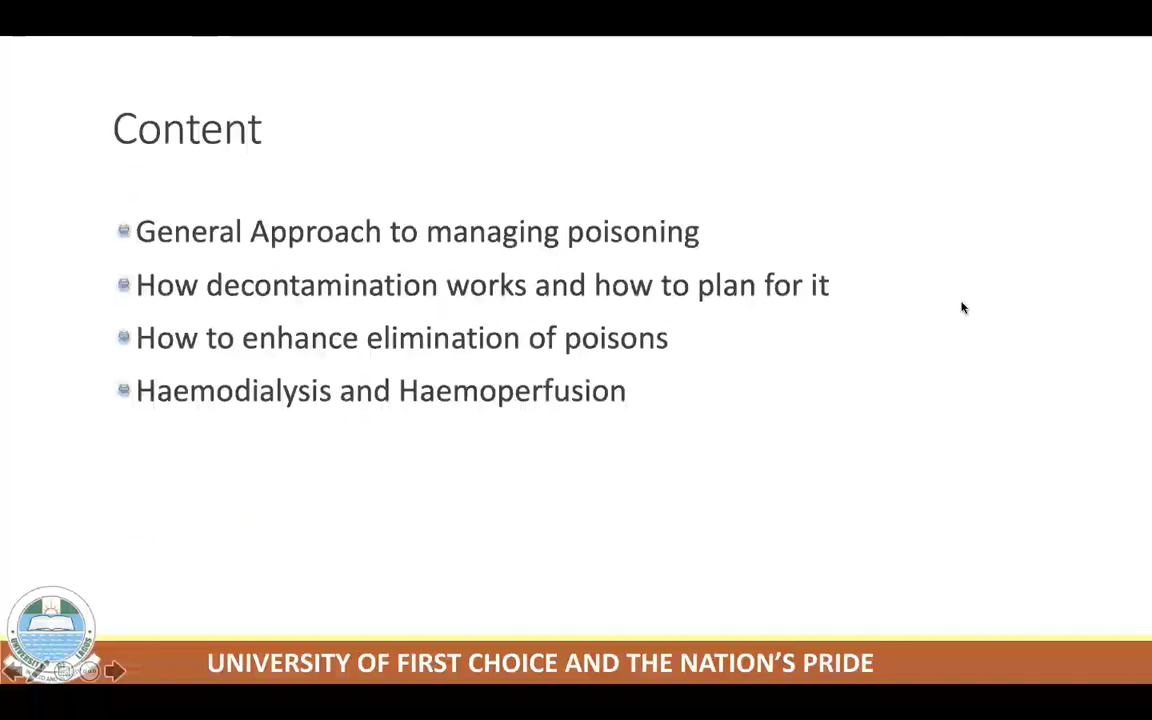 Content
General Approach to managing poisoning
How decontamination works and how to plan for it
How to enhance elimination of poisons
Haemodialysis and Haemoperfusion
UNIVERSITY OF FIRST CHOICE AND THE NATION'S PRIDE